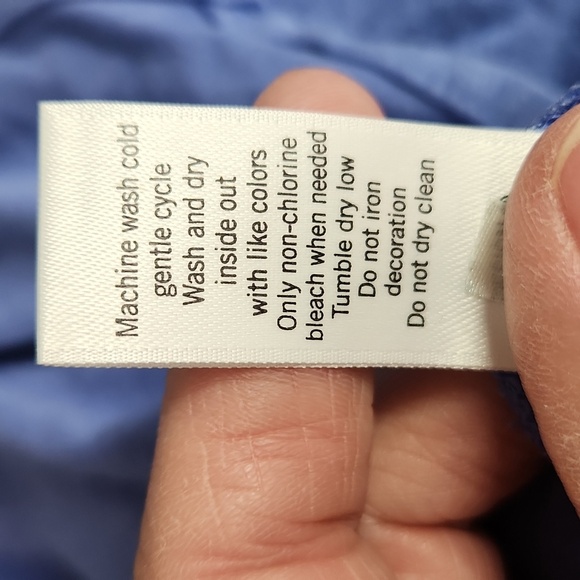 Machine wash cold
gentle cycle
Wash and dry
inside out
with like colors
Only non-chlorine
bleach when needed
Tumble dry low
Do not iron
decoration
Do not dry clean